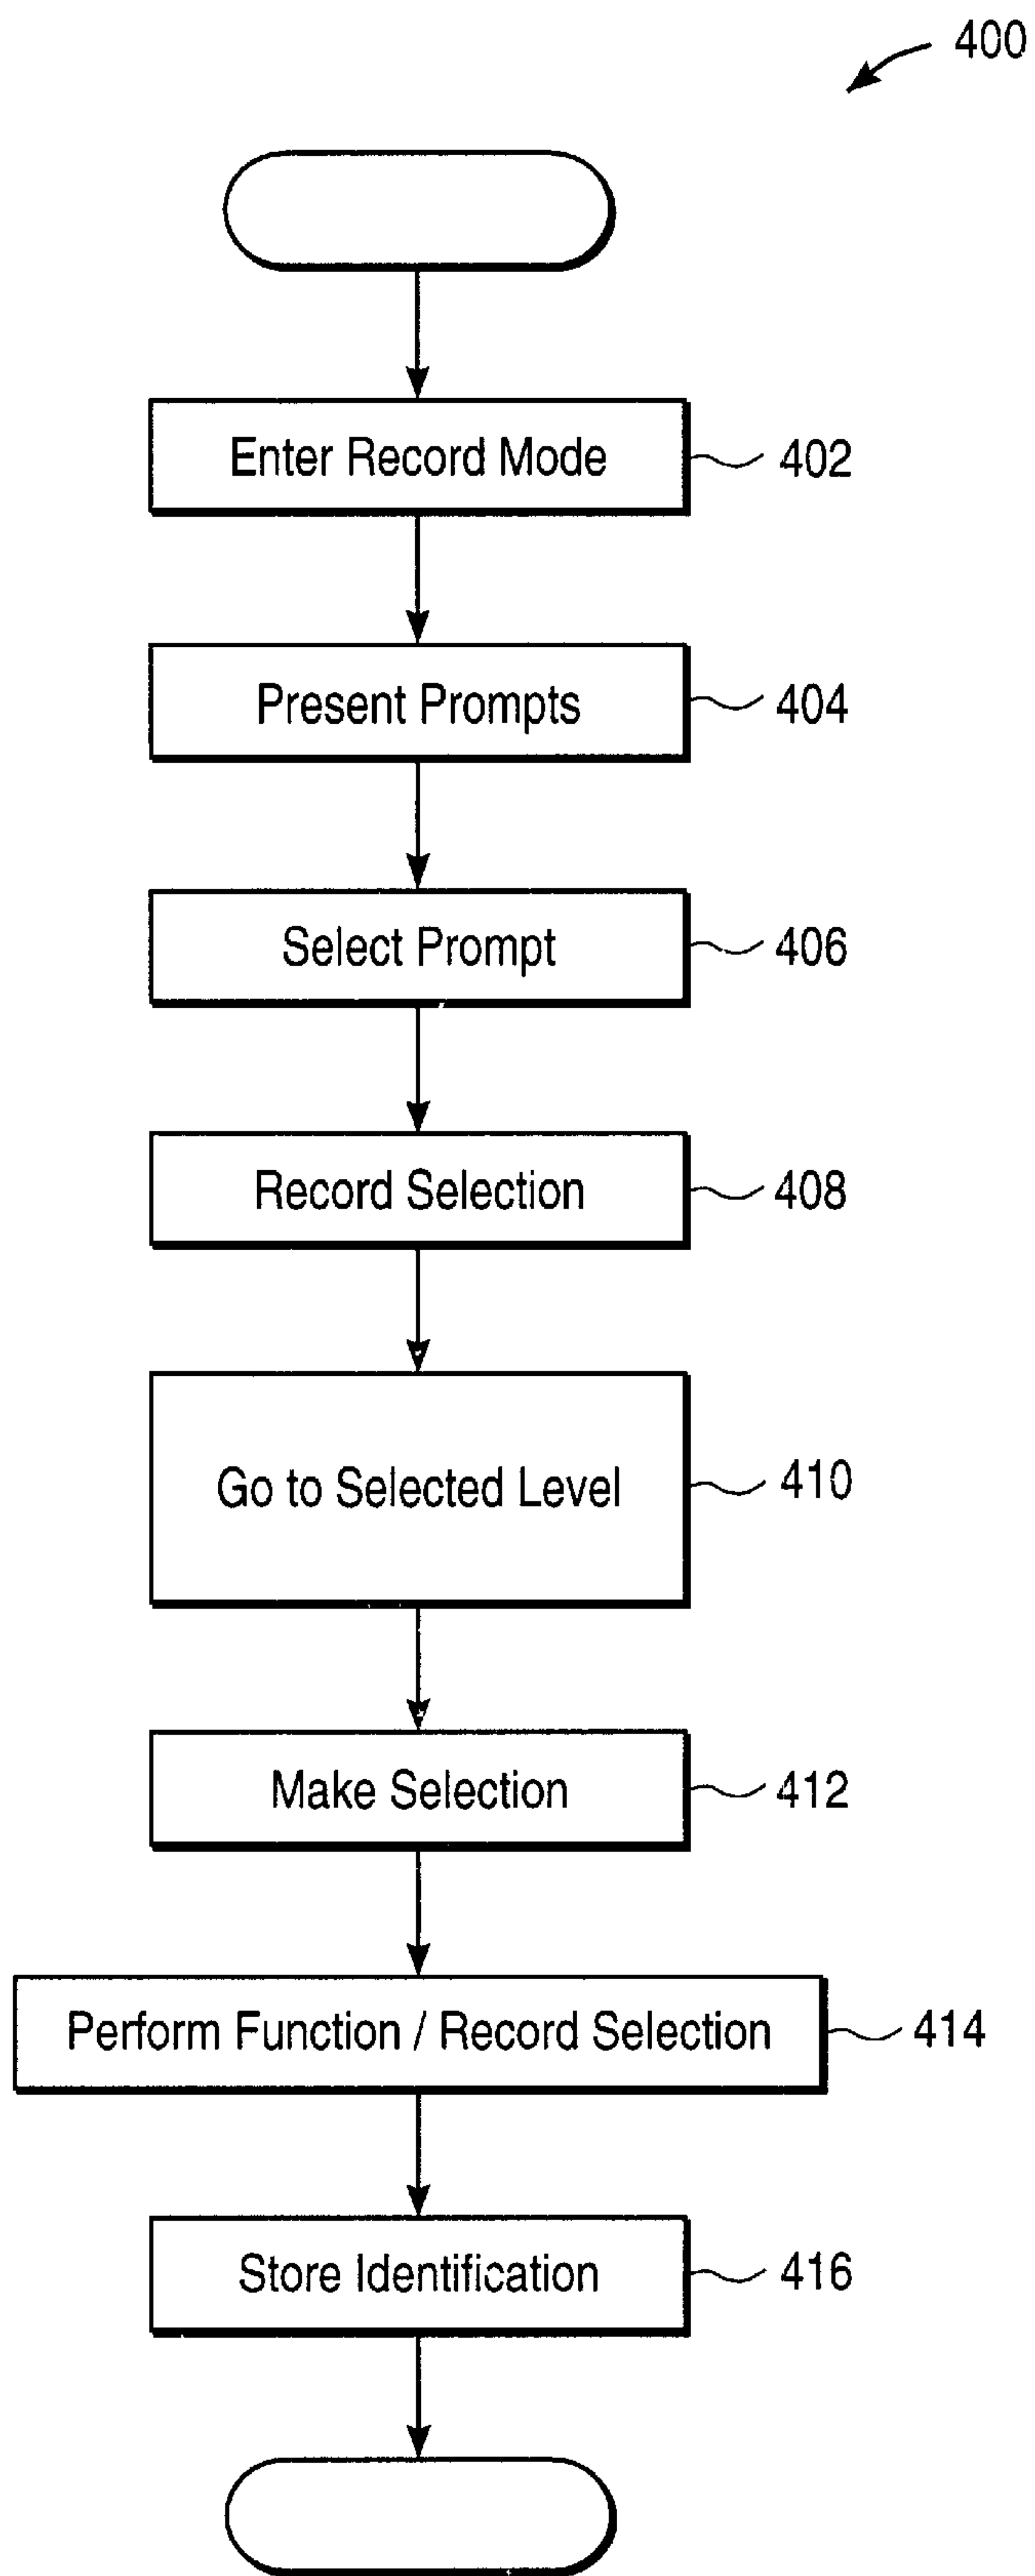 400
Enter Record Mode 402
Present Prompts 404
Select Prompt 406
Record Selection 408
Go to Selected Level 410
Make Selection 412
Perform Function / Record Selection 414
Store Identification 416